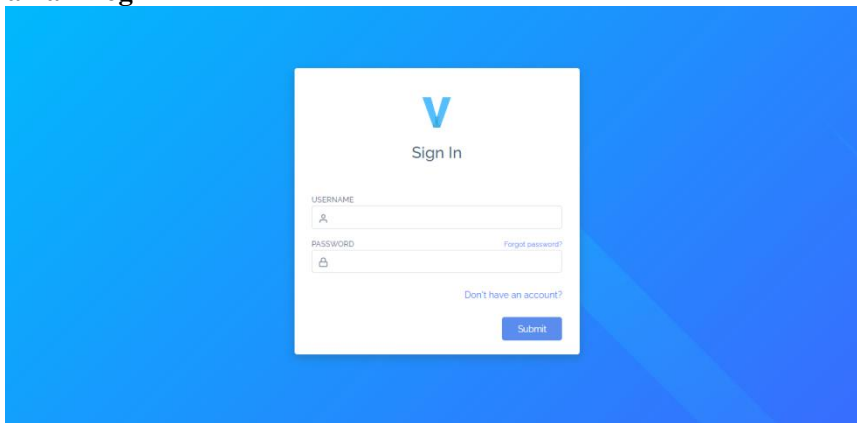 V
Sign In
USERNAME
PASSWORD
Forgot password?
Don't have an account?
Submit